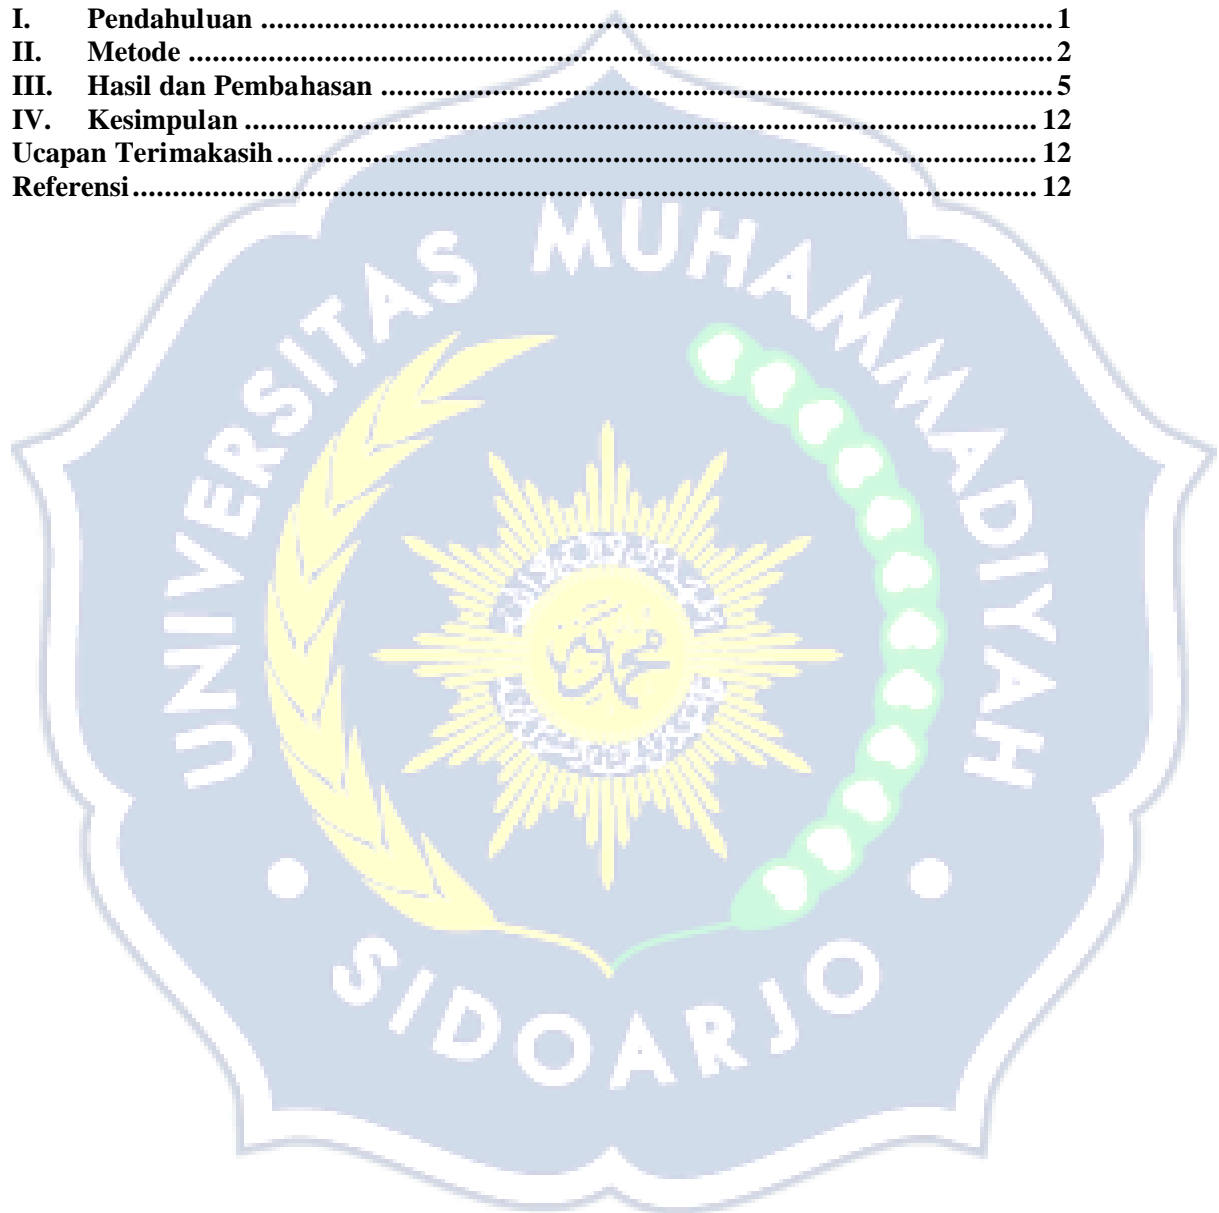 I. Pendahuluan ........................................................................................................ 1
II. Metode ................................................................................................................. 2
III. Hasil dan Pembahasan ........................................................................................ 5
IV. Kesimpulan ........................................................................................................ 12
Ucapan Terimakasih .................................................................................................... 12
Referensi ...................................................................................................................... 12
UNIVERSITAS MUHAMMADIYAH
SIDOARJO